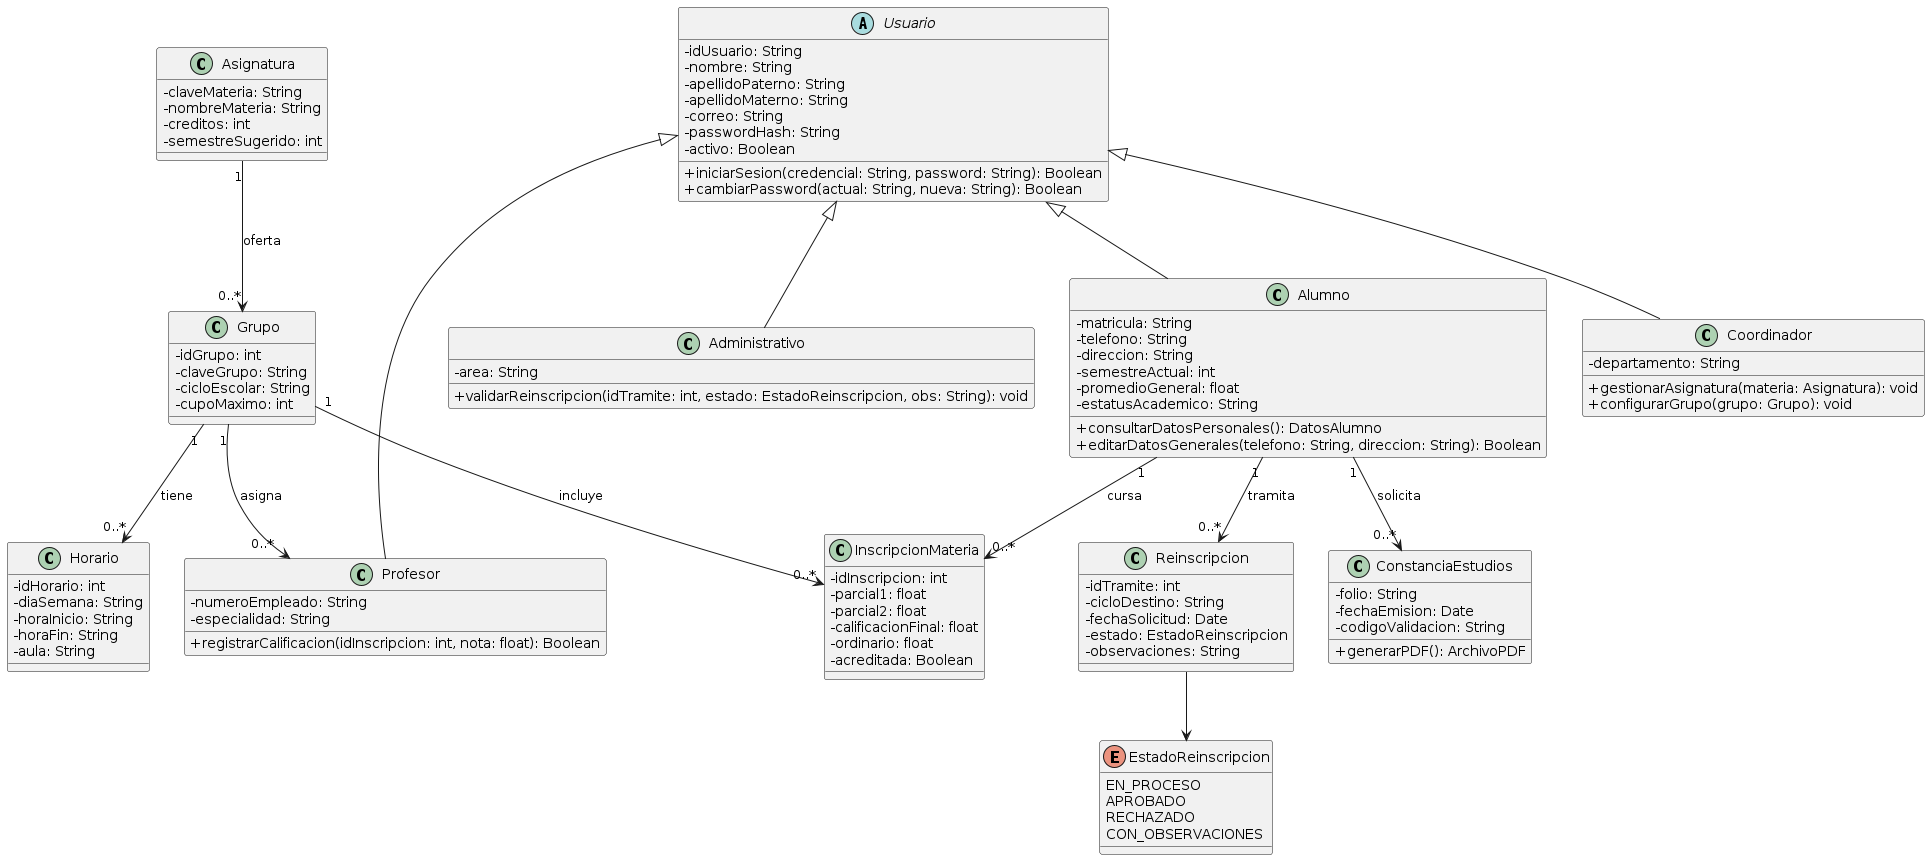 A Usuario
-idUsuario: String
-nombre: String
-apellidoPaterno: String
-apellidoMaterno: String
-correo: String
-passwordHash: String
-activo: Boolean
+iniciarSesion(credencial: String, password: String): Boolean
+cambiarPassword(actual: String, nueva: String): Boolean
C Asignatura
-claveMateria: String
-nombreMateria: String
-creditos: int
-semestreSugerido: int
1
oferta
0..*
C Grupo
-idGrupo: int
-claveGrupo: String
-cicloEscolar: String
-cupoMaximo: int
C Administrativo
-area: String
+validarReinscripcion(idTramite: int, estado: EstadoReinscripcion, obs: String): void
C Alumno
-matricula: String
-telefono: String
-direccion: String
-semestreActual: int
-promedioGeneral: float
-estatusAcademico: String
+consultarDatosPersonales(): DatosAlumno
+editarDatosGenerales(telefono: String, direccion: String): Boolean
C Coordinador
-departamento: String
+gestionarAsignatura(materia: Asignatura): void
+configurarGrupo(grupo: Grupo): void
1
tiene
0..*
1
asigna
0..*
1
incluye
0..*
1
cursa
0..*
1
tramita
0..*
1
solicita
0..*
C Horario
-idHorario: int
-diaSemana: String
-horaInicio: String
-horaFin: String
-aula: String
C Profesor
-numeroEmpleado: String
-especialidad: String
+registrarCalificacion(idInscripcion: int, nota: float): Boolean
C InscripcionMateria
-idInscripcion: int
-parcial1: float
-parcial2: float
-calificacionFinal: float
-ordinario: float
-acreditada: Boolean
C Reinscripcion
-idTramite: int
-cicloDestino: String
-fechaSolicitud: Date
-estado: EstadoReinscripcion
-observaciones: String
C ConstanciaEstudios
-folio: String
-fechaEmision: Date
-codigoValidacion: String
+generarPDF(): ArchivoPDF
E EstadoReinscripcion
EN_PROCESO
APROBADO
RECHAZADO
CON_OBSERVACIONES